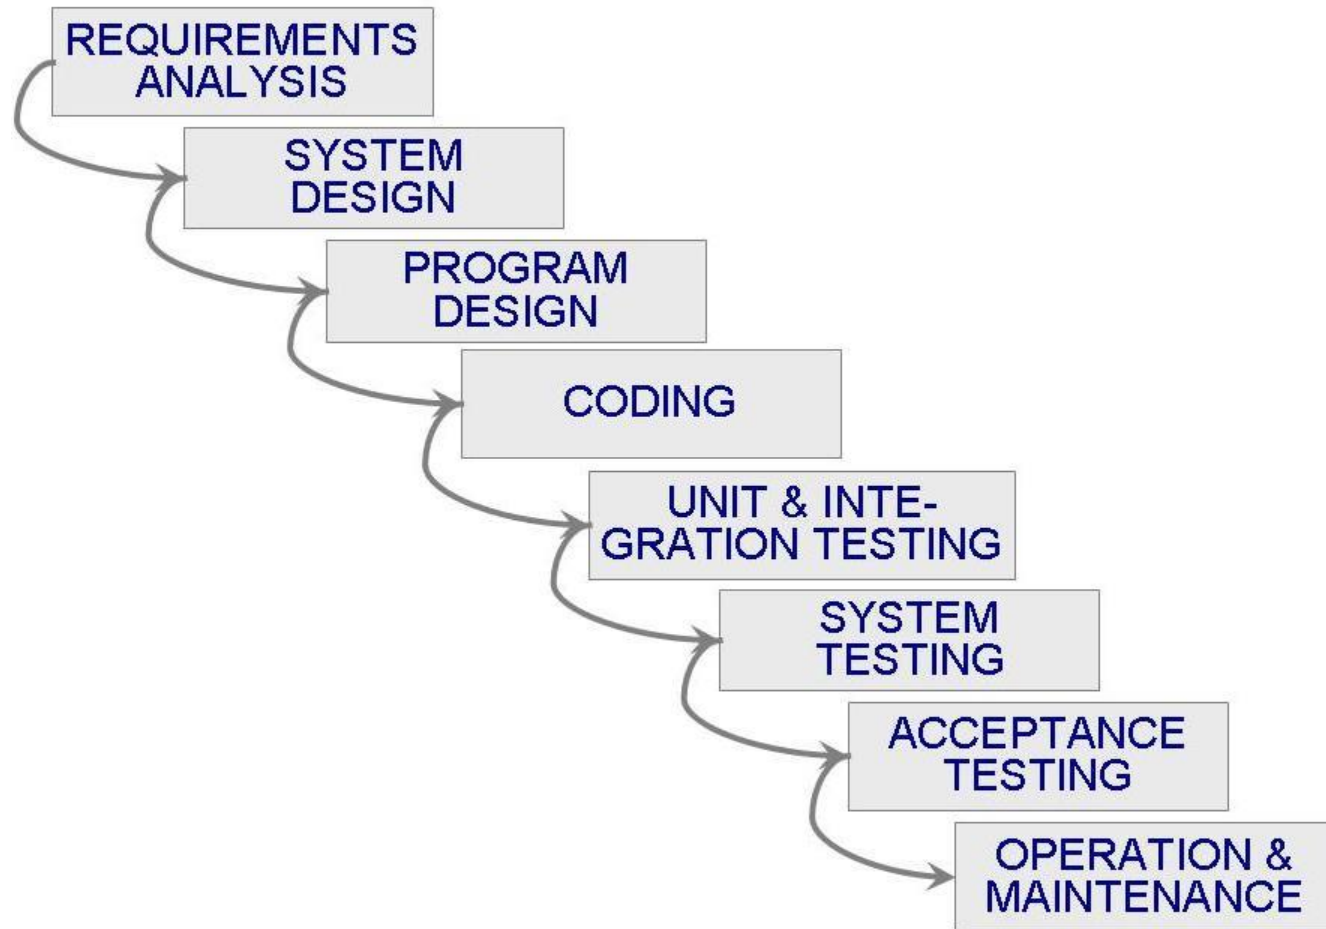 REQUIREMENTS
ANALYSIS
SYSTEM
DESIGN
PROGRAM
DESIGN
CODING
UNIT & INTE-
GRATION TESTING
SYSTEM
TESTING
ACCEPTANCE
TESTING
OPERATION &
MAINTENANCE